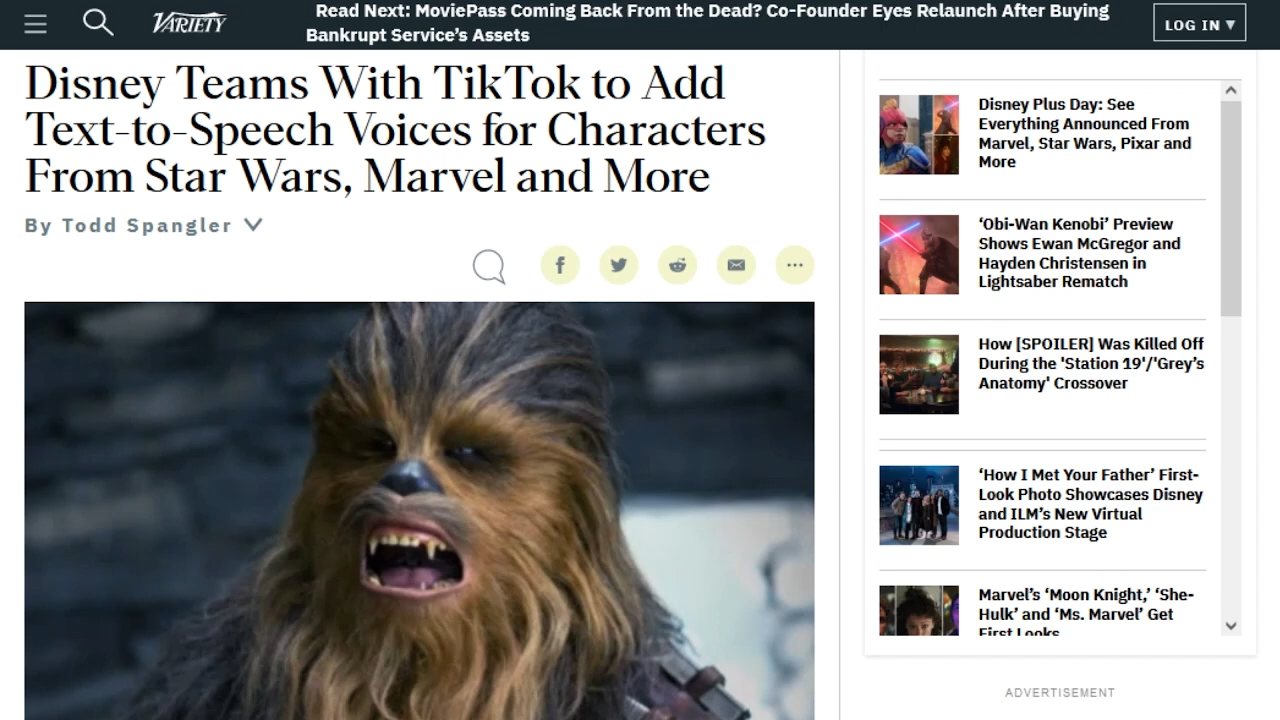 VARIETY
Read Next: MoviePass Coming Back From the Dead? Co-Founder Eyes Relaunch After Buying
Bankrupt Service's Assets
LOG IN ▼
Disney Teams With TikTok to Add
Text-to-Speech Voices for Characters
From Star Wars, Marvel and More
By Todd Spangler
Disney Plus Day: See
Everything Announced From
Marvel, Star Wars, Pixar and
More
‘Obi-Wan Kenobi’ Preview
Shows Ewan McGregor and
Hayden Christensen in
Lightsaber Rematch
How [SPOILER] Was Killed Off
During the 'Station 19'/'Grey’s
Anatomy' Crossover
‘How I Met Your Father’ First-
Look Photo Showcases Disney
and ILM’s New Virtual
Production Stage
Marvel’s ‘Moon Knight,’ ‘She-
Hulk’ and ‘Ms. Marvel’ Get
First Looks
ADVERTISEMENT